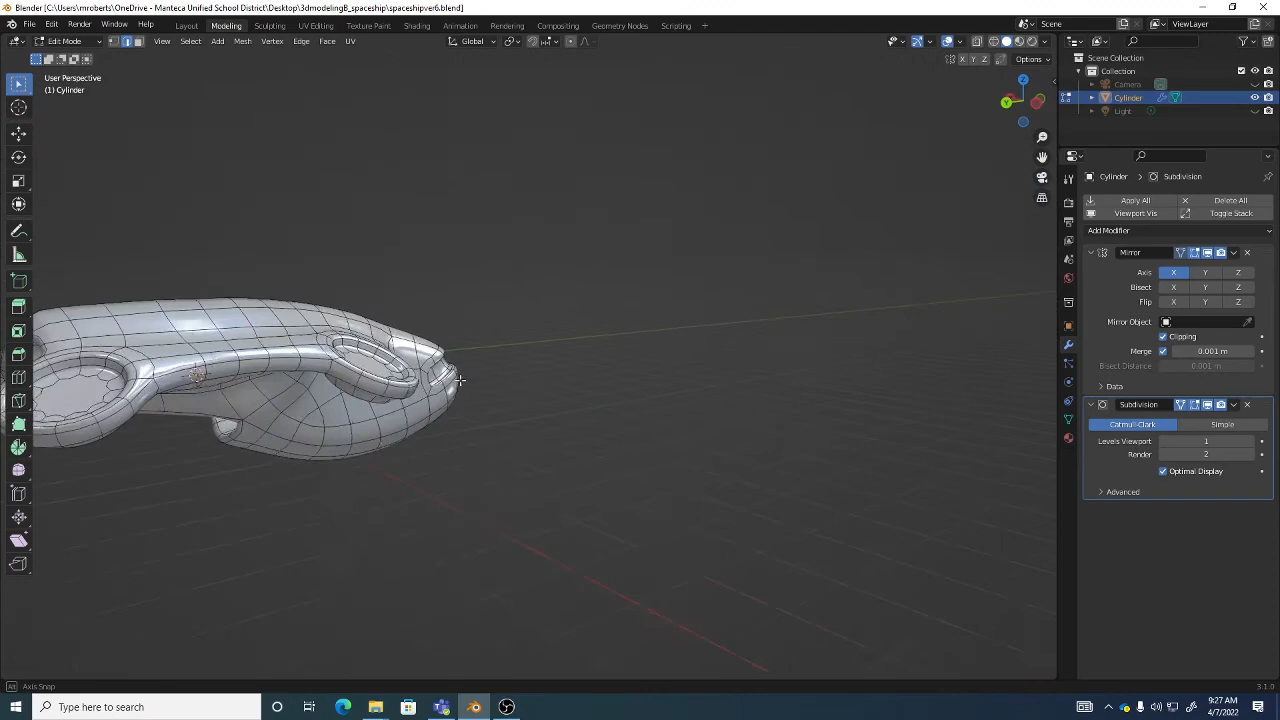 Blender [C:\Users\mroberts\OneDrive - Manteca Unified School District\Desktop\3dmodelingB_spaceship\spaceshipver6.blend]
File Edit Render Window Help Layout Modeling Sculpting UV Editing Texture Paint Shading Animation Rendering Compositing Geometry Nodes Scripting + Scene ViewLayer
Edit Mode View Select Add Mesh Vertex Edge Face UV Global
X Y Z Options
User Perspective
(1) Cylinder
Z
Y
Scene Collection
Collection
Camera
Cylinder
Light
Cylinder > Subdivision
Apply All Delete All
Viewport Vis Toggle Stack
Add Modifier
Mirror
Axis X Y Z
Bisect X Y Z
Flip X Y Z
Mirror Object
Clipping
Merge 0.001 m
Bisect Distance 0.001 m
Data
Subdivision
Catmull-Clark Simple
Levels Viewport 1
Render 2
Optimal Display
Advanced
Alt Axis Snap 3.1.0
Type here to search
9:27 AM
4/7/2022